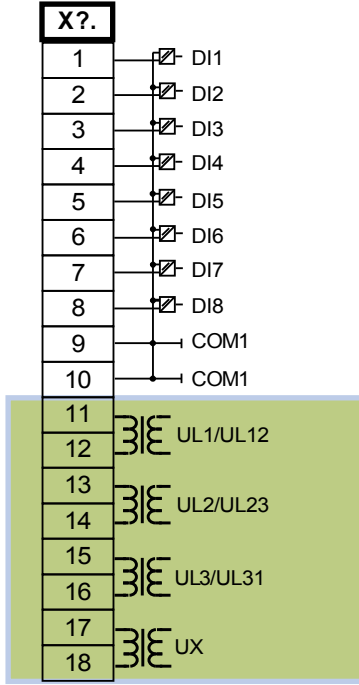 X?.
1 DI1
2 DI2
3 DI3
4 DI4
5 DI5
6 DI6
7 DI7
8 DI8
9 COM1
10 COM1
11
UL1/UL12
12
13
UL2/UL23
14
15
UL3/UL31
16
17
UX
18